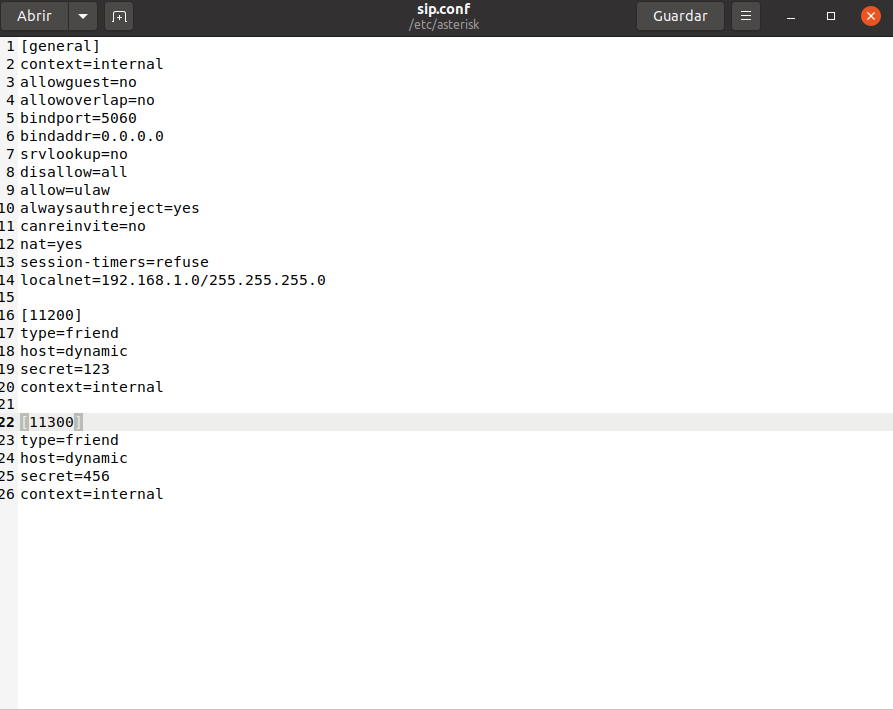 Abrir
sip.conf
/etc/asterisk
Guardar
1 [general]
2 context=internal
3 allowguest=no
4 allowoverlap=no
5 bindport=5060
6 bindaddr=0.0.0.0
7 srvlookup=no
8 disallow=all
9 allow=ulaw
10 alwaysauthreject=yes
11 canreinvite=no
12 nat=yes
13 session-timers=refuse
14 localnet=192.168.1.0/255.255.255.0
15
16 [11200]
17 type=friend
18 host=dynamic
19 secret=123
20 context=internal
21
22 [11300]
23 type=friend
24 host=dynamic
25 secret=456
26 context=internal